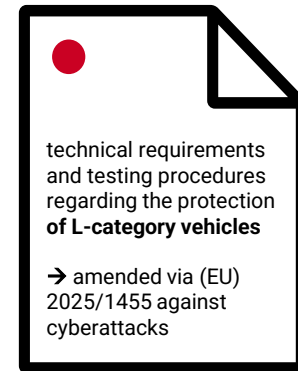 technical requirements
and testing procedures
regarding the protection
of L-category vehicles
→ amended via (EU)
2025/1455 against
cyberattacks